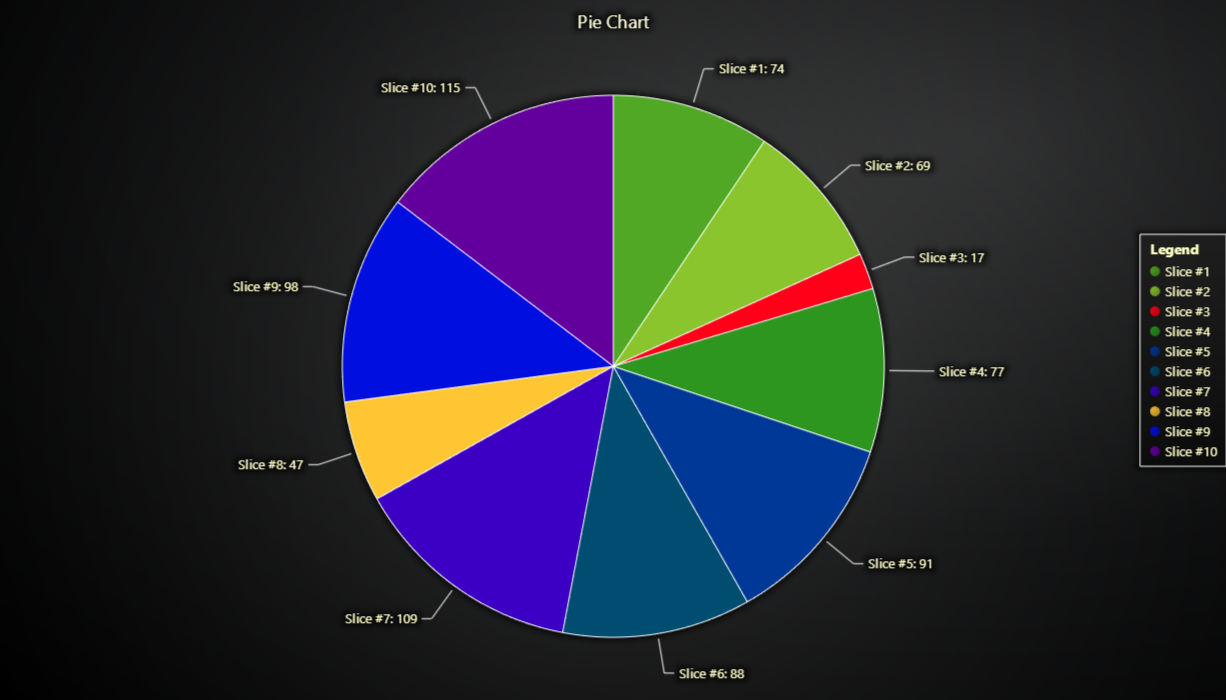 Pie Chart
Slice #1: 74
Slice #2: 69
Slice #3: 17
Slice #4: 77
Slice #5: 91
Slice #6: 88
Slice #7: 109
Slice #8: 47
Slice #9: 98
Slice #10: 115
Legend
Slice #1
Slice #2
Slice #3
Slice #4
Slice #5
Slice #6
Slice #7
Slice #8
Slice #9
Slice #10